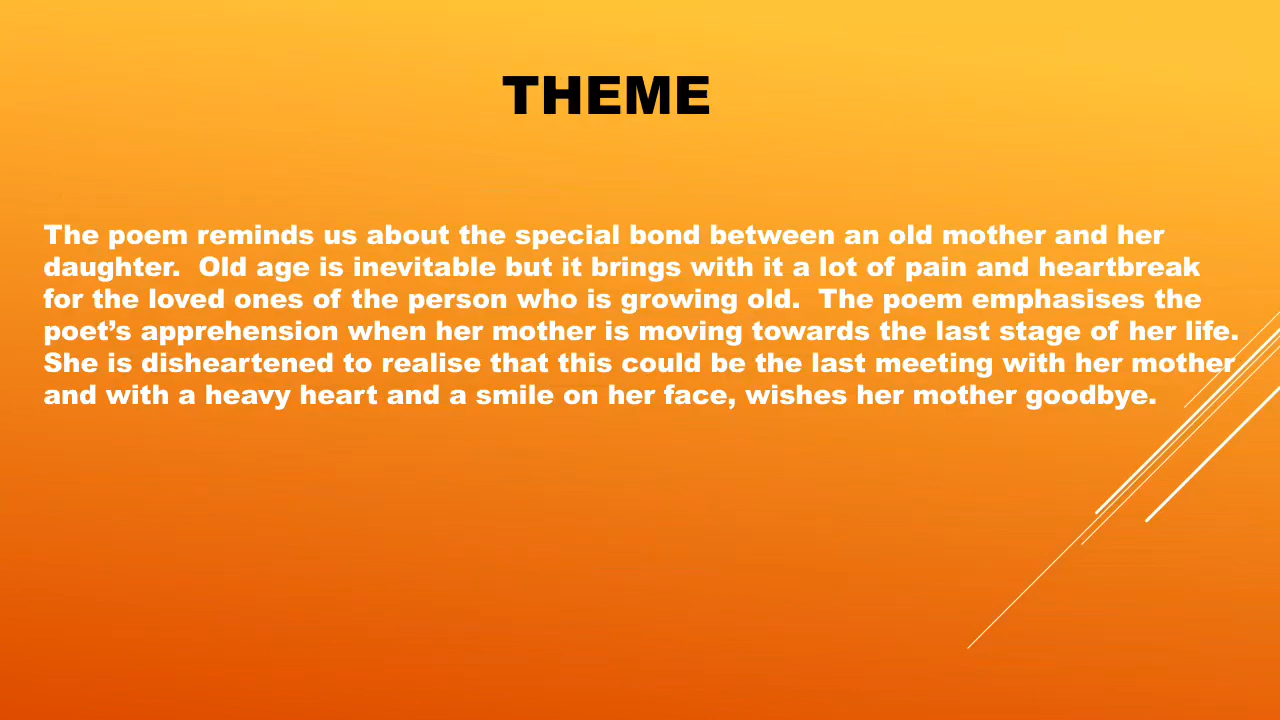 THEME
The poem reminds us about the special bond between an old mother and her
daughter.  Old age is inevitable but it brings with it a lot of pain and heartbreak
for the loved ones of the person who is growing old.  The poem emphasises the
poet’s apprehension when her mother is moving towards the last stage of her life.
She is disheartened to realise that this could be the last meeting with her mother
and with a heavy heart and a smile on her face, wishes her mother goodbye.